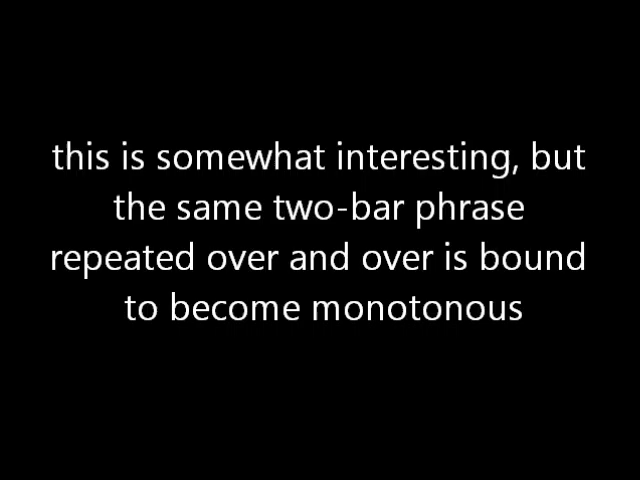 this is somewhat interesting, but
the same two-bar phrase
repeated over and over is bound
to become monotonous